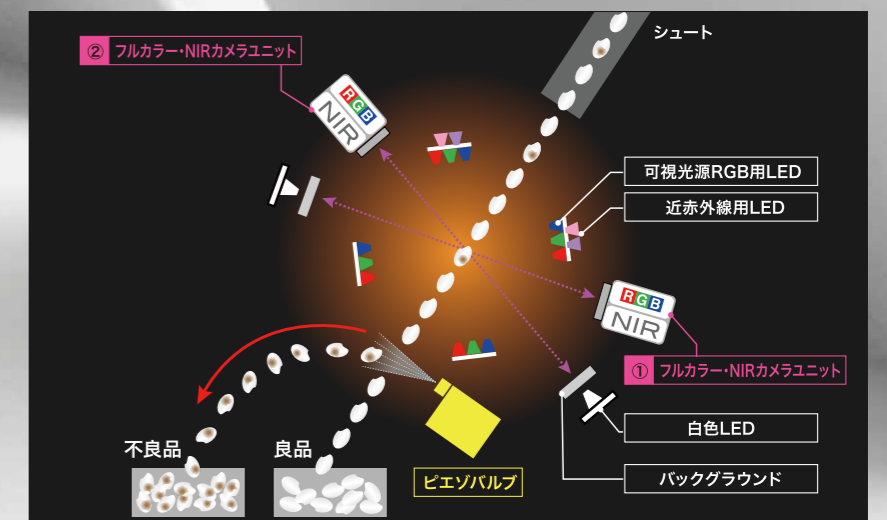 シュート
② フルカラー・NIRカメラユニット
RGB
NIR
可視光源RGB用LED
近赤外線用LED
RGB
NIR
① フルカラー・NIRカメラユニット
白色LED
バックグラウンド
ピエゾバルブ
不良品
良品